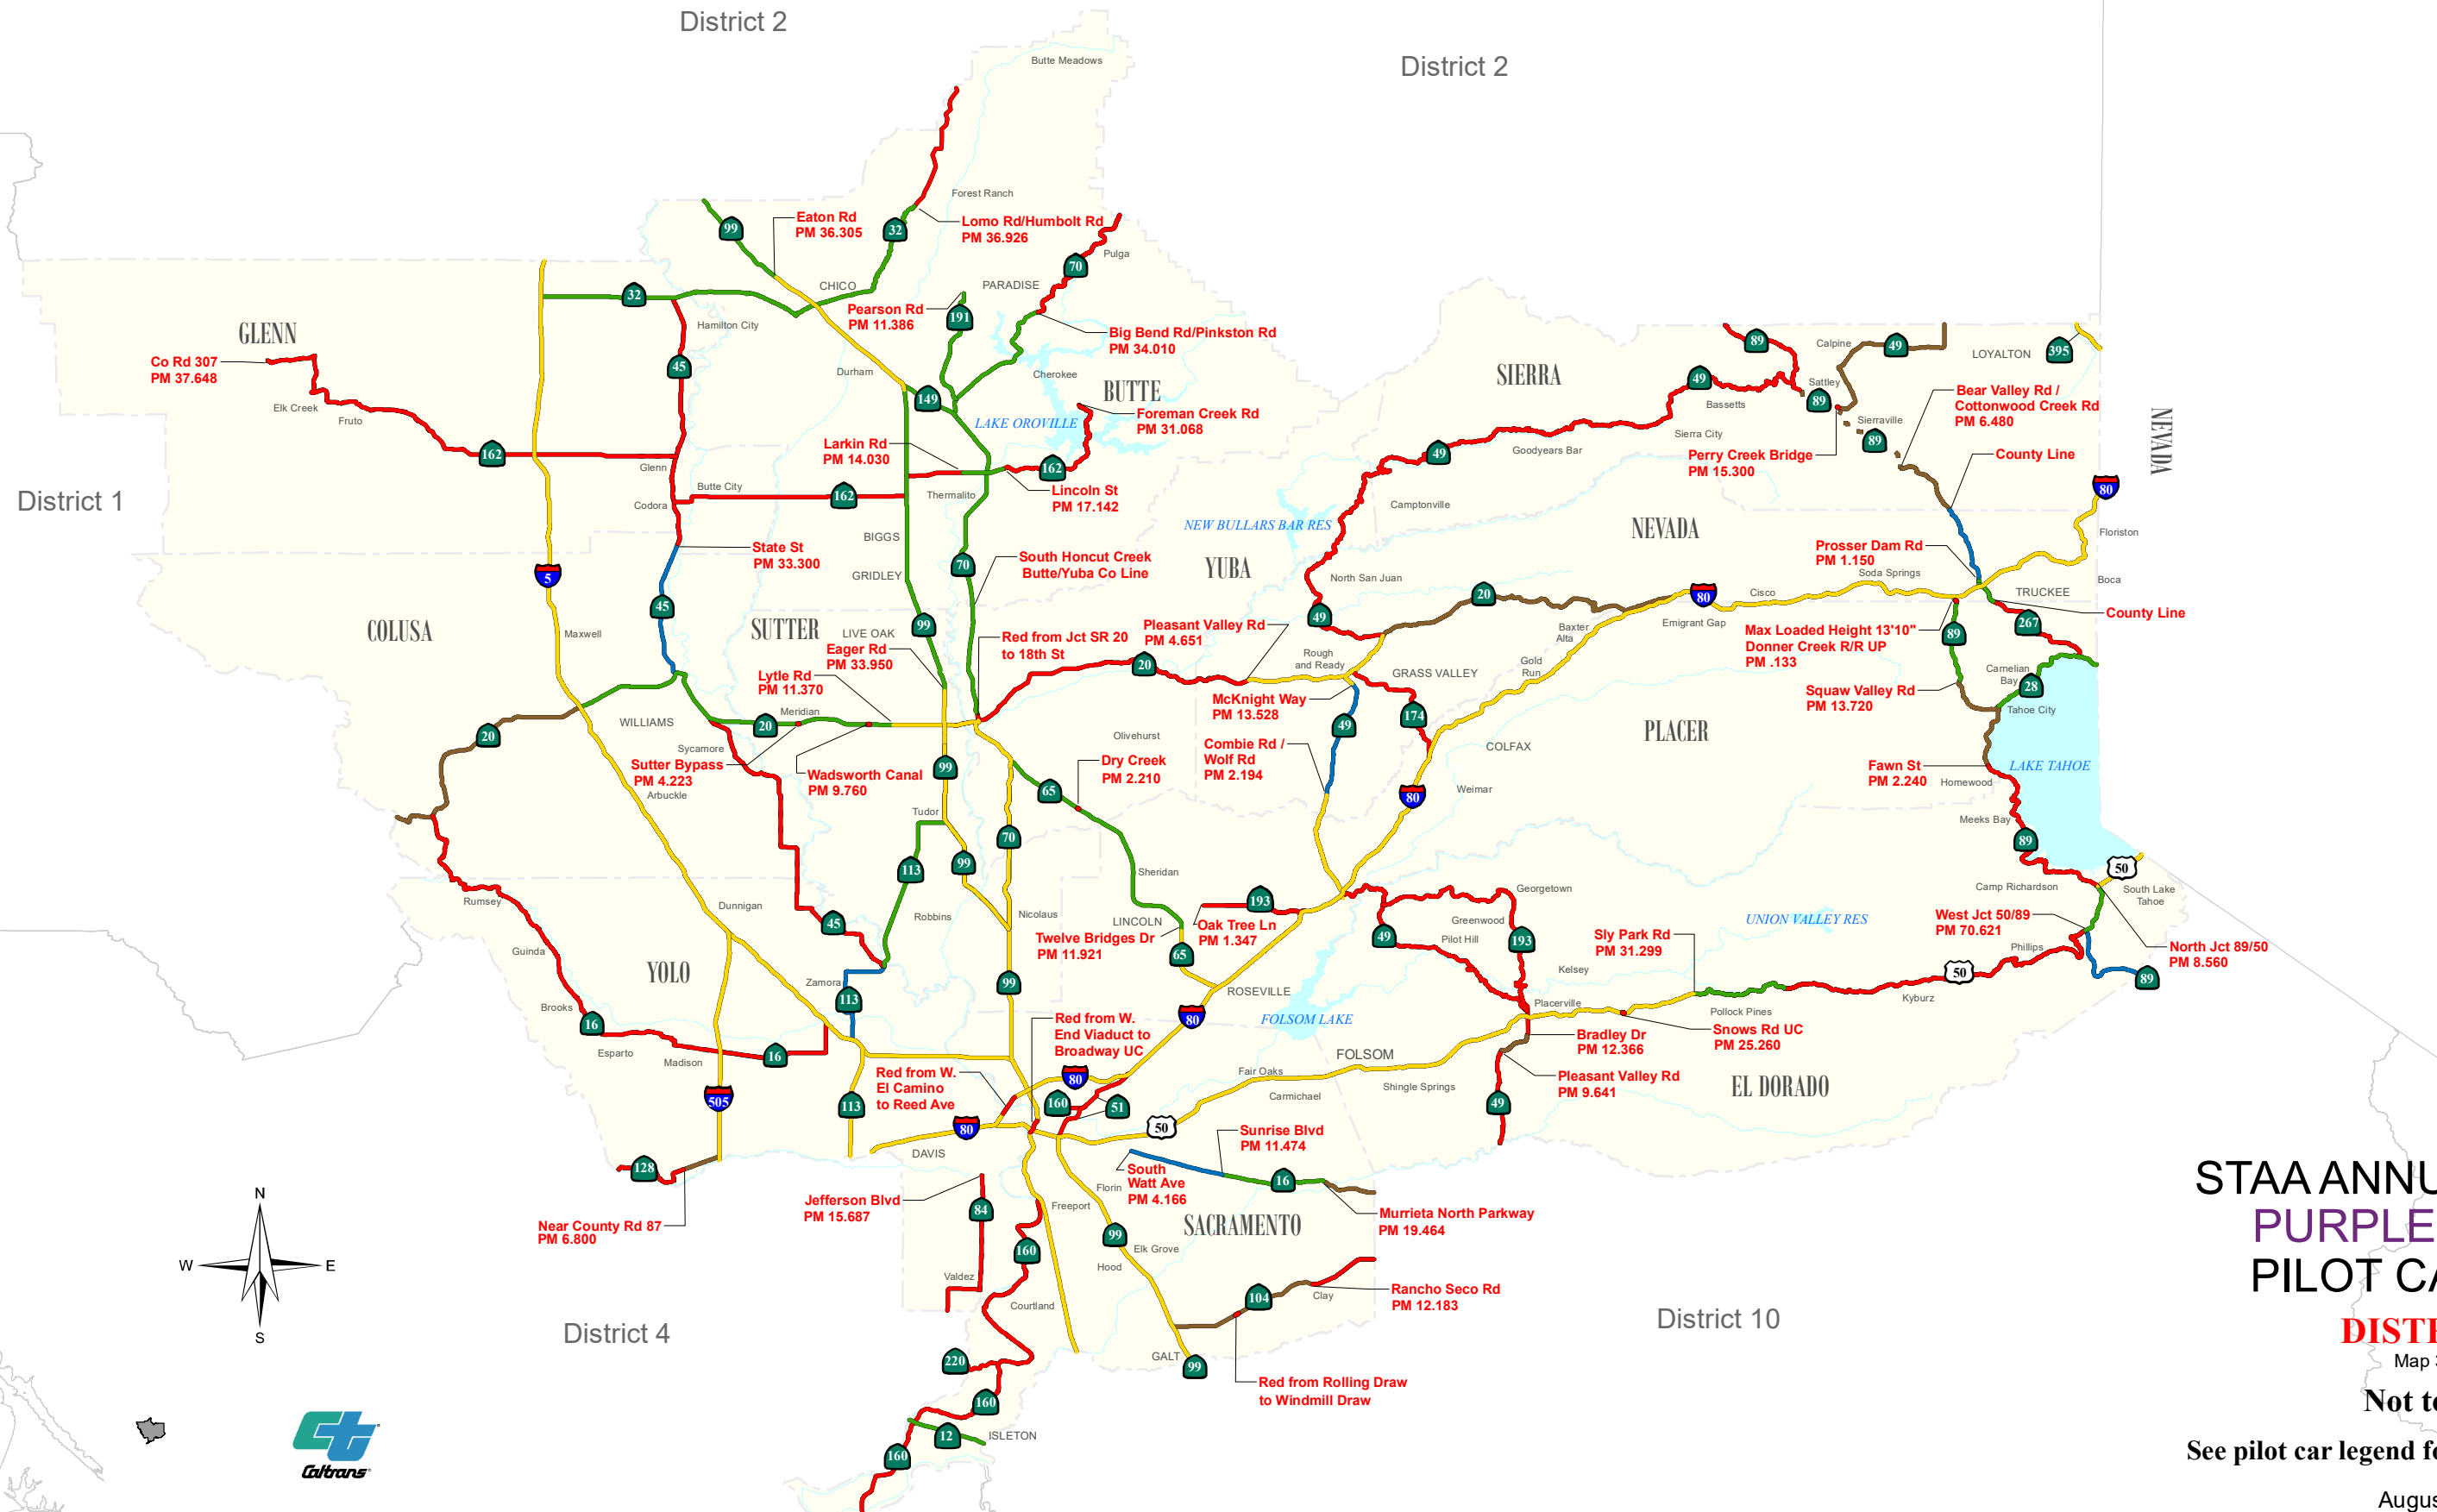 District 2
District 2
Butte Meadows
Forest Ranch
Eaton Rd
PM 36.305
99
32
Lomo Rd/Humbolt Rd
PM 36.926
70
Pulga
CHICO
PARADISE
32
Pearson Rd
PM 11.386
191
Hamilton City
Big Bend Rd/Pinkston Rd
PM 34.010
GLENN
Co Rd 307
PM 37.648
45
Durham
Cherokee
BUTTE
149
Elk Creek
Fruto
LAKE OROVILLE
Foreman Creek Rd
PM 31.068
Larkin Rd
PM 14.030
162
Glenn
162
Butte City
162
Thermalito
Lincoln St
PM 17.142
Codora
District 1
BIGGS
State St
PM 33.300
GRIDLEY
70
South Honcut Creek
Butte/Yuba Co Line
5
45
COLUSA
Maxwell
SUTTER
LIVE OAK
99
Eager Rd
PM 33.950
Red from Jct SR 20
to 18th St
Lytle Rd
PM 11.370
Meridian
WILLIAMS
20
20
Sycamore
Sutter Bypass
PM 4.223
Arbuckle
Wadsworth Canal
PM 9.760
99
Olivehurst
Dry Creek
PM 2.210
65
Tudor
70
99
113
Sheridan
Rumsey
Dunnigan
Robbins
Nicolaus
45
LINCOLN
193
Oak Tree Ln
PM 1.347
Twelve Bridges Dr
PM 11.921
65
Guinda
YOLO
Zamora
113
99
ROSEVILLE
Brooks
16
Esparto
Madison
16
80
FOLSOM LAKE
Red from W.
End Viaduct to
Broadway UC
Red from W.
El Camino
to Reed Ave
505
113
80
160
51
80
DAVIS
50
128
Near County Rd 87
PM 6.800
Jefferson Blvd
PM 15.687
84
Freeport
Florin
South
Watt Ave
PM 4.166
Sunrise Blvd
PM 11.474
16
SACRAMENTO
Murrieta North Parkway
PM 19.464
99
Elk Grove
160
Hood
Valdez
Courtland
104
Clay
Rancho Seco Rd
PM 12.183
GALT
99
Red from Rolling Draw
to Windmill Draw
220
160
12
ISLETON
160
District 4
District 10
SIERRA
89
Calpine
49
LOYALTON
395
49
Bassetts
Sattley
89
Bear Valley Rd /
Cottonwood Creek Rd
PM 6.480
NEVADA
Sierra City
Sierraville
89
49
Goodyears Bar
Perry Creek Bridge
PM 15.300
County Line
80
Camptonville
NEW BULLARS BAR RES
NEVADA
Floriston
YUBA
North San Juan
Prosser Dam Rd
PM 1.150
Soda Springs
Boca
20
80
Cisco
TRUCKEE
49
Pleasant Valley Rd
PM 4.651
20
Baxter
Alta
Emigrant Gap
County Line
267
Max Loaded Height 13'10"
Donner Creek R/R UP
PM .133
89
Rough
and Ready
GRASS VALLEY
Gold
Run
Carnelian
Bay
28
Squaw Valley Rd
PM 13.720
Tahoe City
McKnight Way
PM 13.528
174
49
PLACER
Combie Rd /
Wolf Rd
PM 2.194
COLFAX
LAKE TAHOE
Fawn St
PM 2.240
Homewood
80
Weimar
Meeks Bay
89
50
South Lake
Tahoe
Camp Richardson
Georgetown
Greenwood
49
Pilot Hill
193
UNION VALLEY RES
West Jct 50/89
PM 70.621
Sly Park Rd
PM 31.299
Phillips
North Jct 89/50
PM 8.560
Kelsey
50
89
Kyburz
Placerville
Pollock Pines
Snows Rd UC
PM 25.260
Bradley Dr
PM 12.366
FOLSOM
Fair Oaks
Shingle Springs
Pleasant Valley Rd
PM 9.641
EL DORADO
Carmichael
49
N
W
E
S
Caltrans
STAA ANNU
PURPLE
PILOT CA
DISTR
Map 3
Not to
See pilot car legend fo
Augus